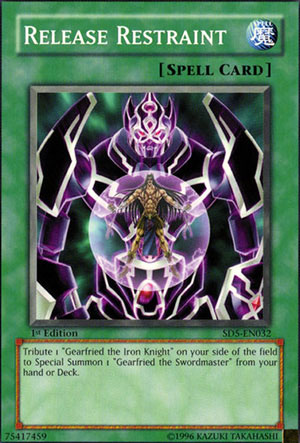 RELEASE RESTRAINT
魔
[SPELL CARD]
1st Edition
SD5-EN032
Tribute 1 "Gearfried the Iron Knight" on your side of the field
to Special Summon 1 "Gearfried the Swordmaster" from your
hand or Deck.
75417459
©1996 KAZUKI TAKAHASHI